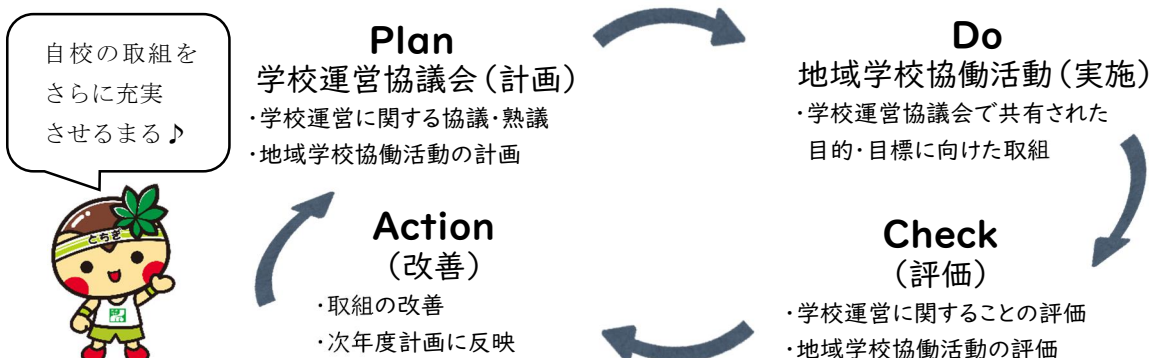 自校の取組を
さらに充実
させるまる♪
Plan
学校運営協議会（計画）
・学校運営に関する協議・熟議
・地域学校協働活動の計画
Do
地域学校協働活動（実施）
・学校運営協議会で共有された
目的・目標に向けた取組
Check
（評価）
・学校運営に関することの評価
・地域学校協働活動の評価
Action
（改善）
・取組の改善
・次年度計画に反映
とちぎ